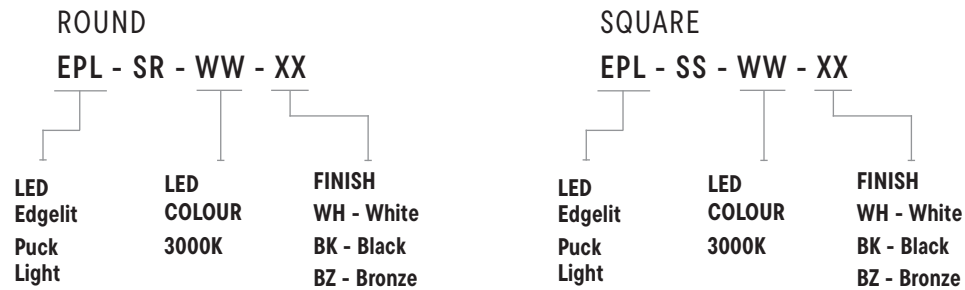 ROUND
EPL - SR - WW - XX
LED
Edgelit
Puck
Light
LED
COLOUR
3000K
FINISH
WH - White
BK - Black
BZ - Bronze
SQUARE
EPL - SS - WW - XX
LED
Edgelit
Puck
Light
LED
COLOUR
3000K
FINISH
WH - White
BK - Black
BZ - Bronze